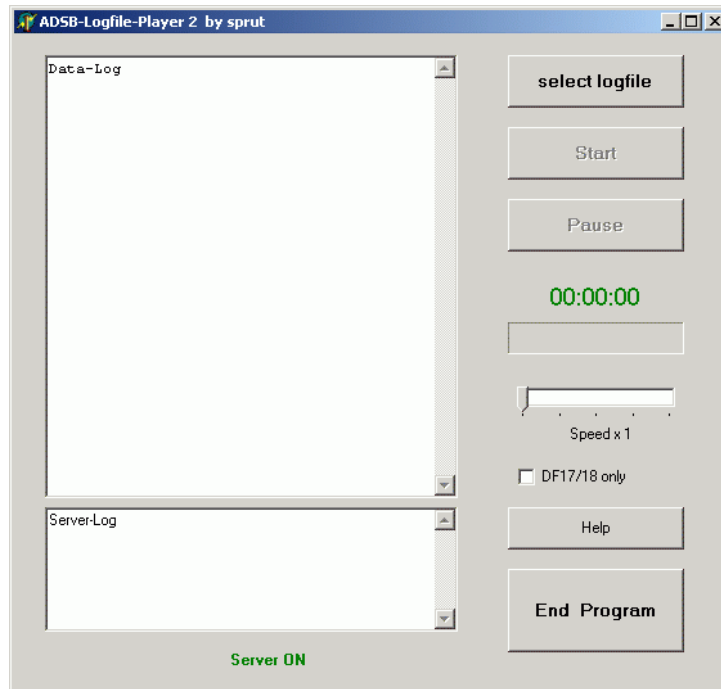 ADSB-Logfile-Player 2 by sprut
Data-Log
select logfile
Start
Pause
00:00:00
Speed x 1
DF17/18 only
Server-Log
Help
End Program
Server ON